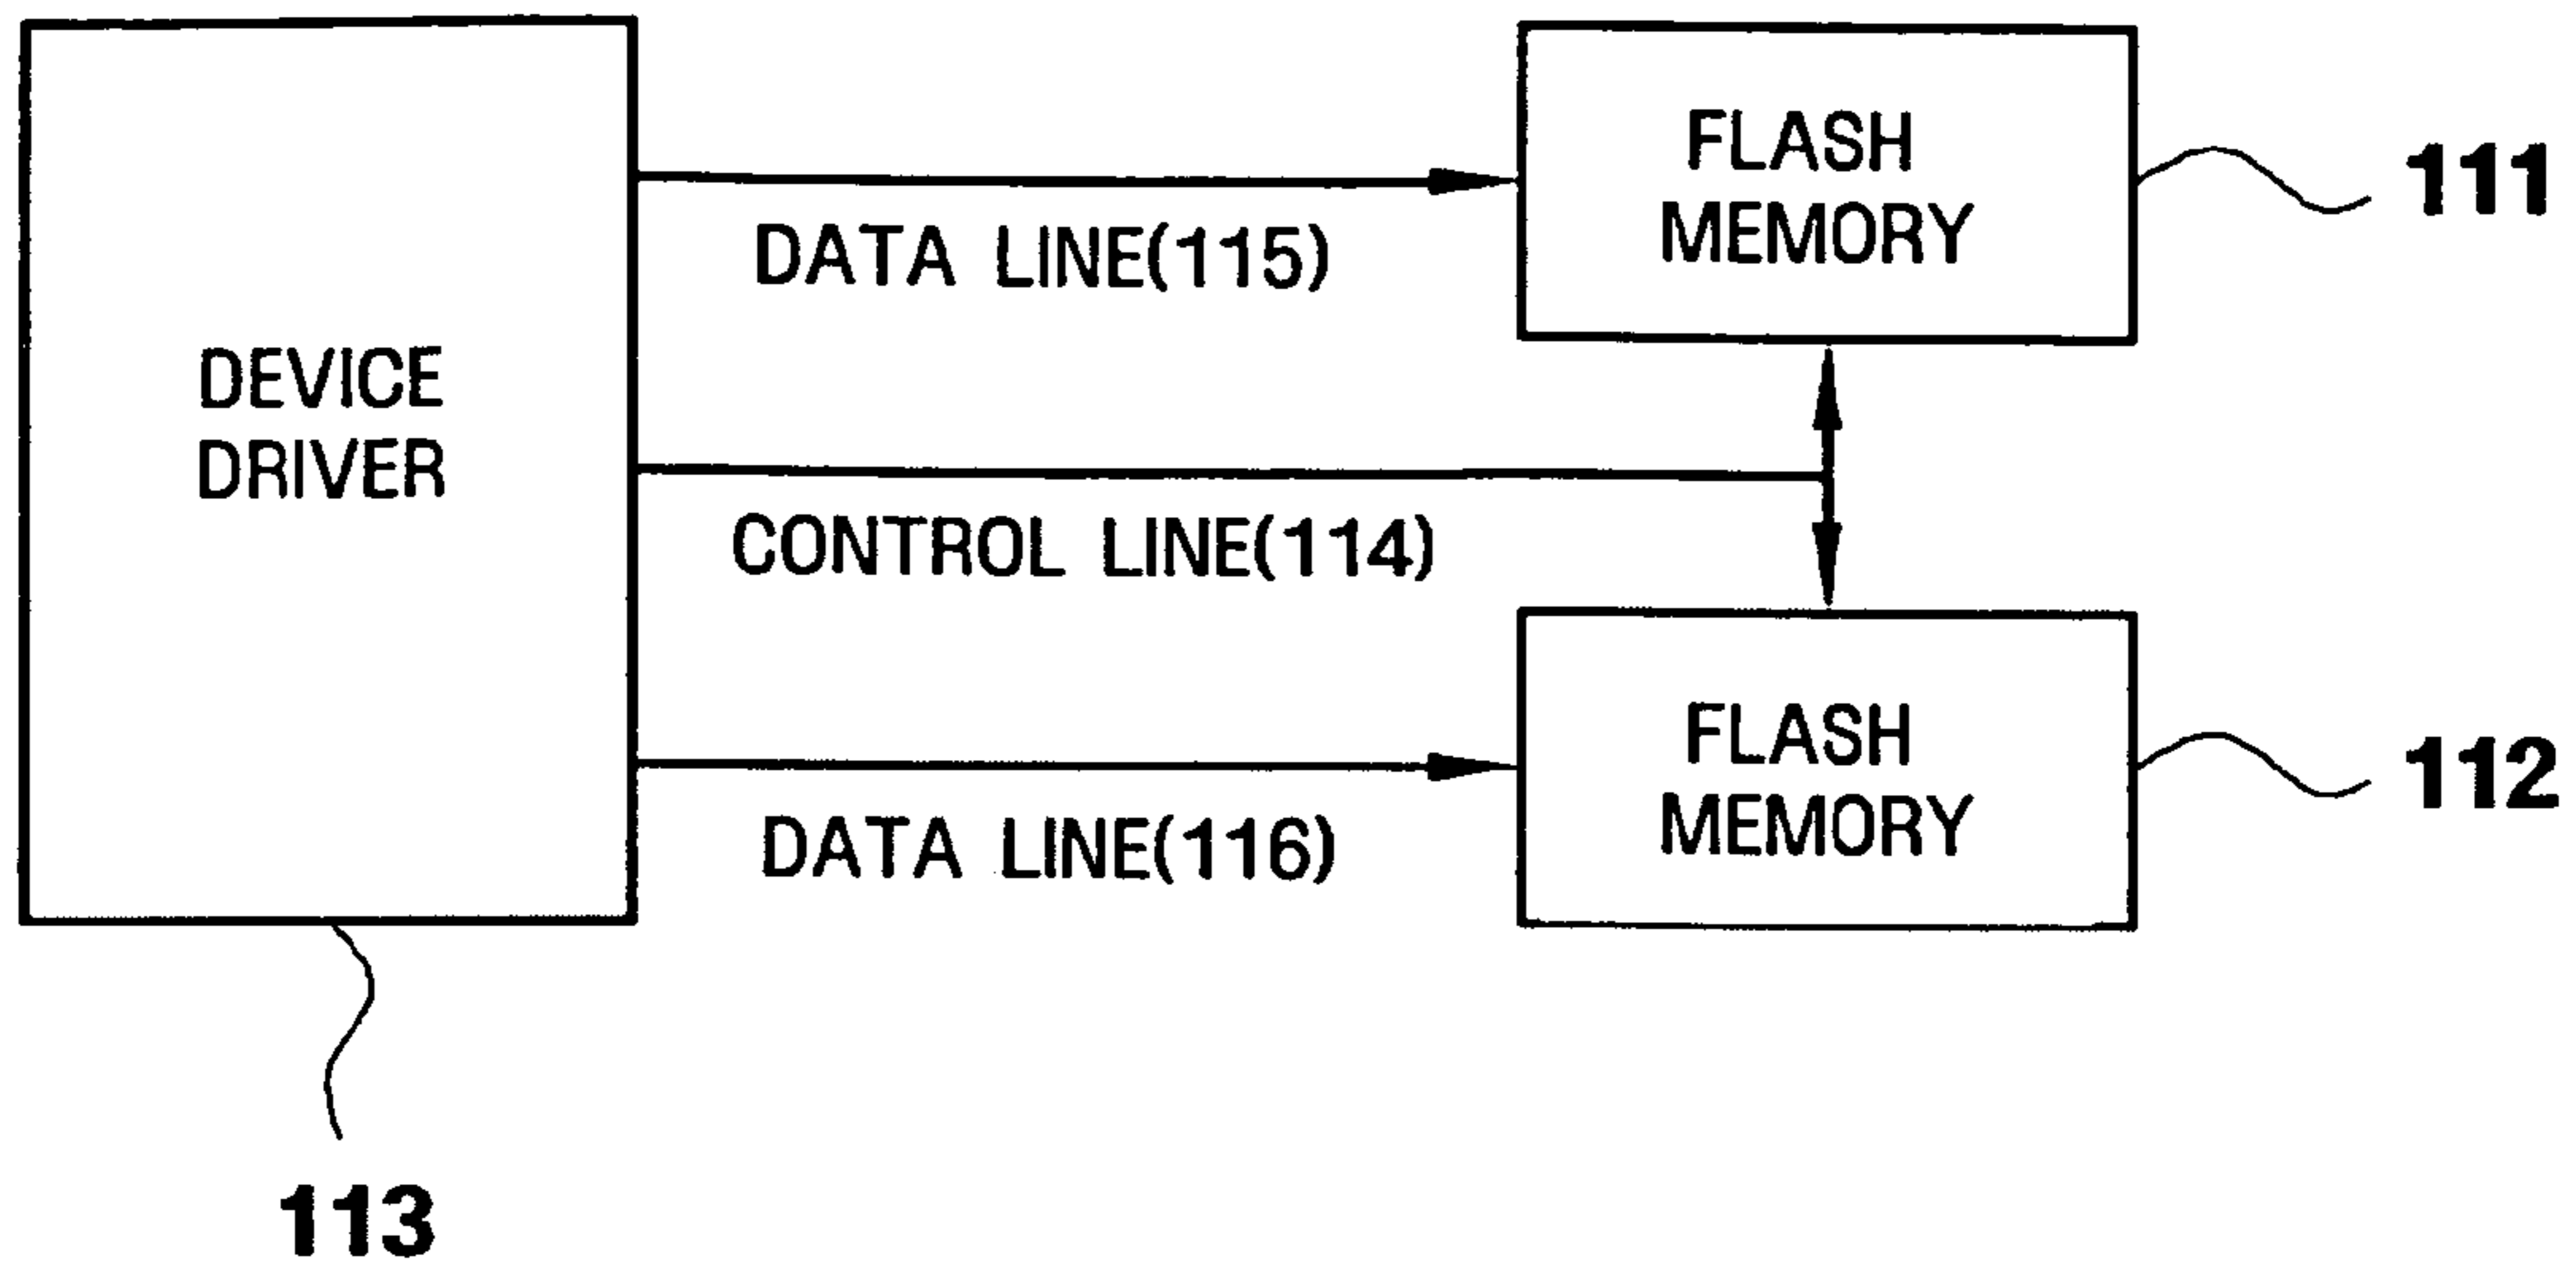 FLASH
MEMORY
111
DATA LINE(115)
DEVICE
DRIVER
CONTROL LINE(114)
FLASH
MEMORY
112
DATA LINE(116)
113